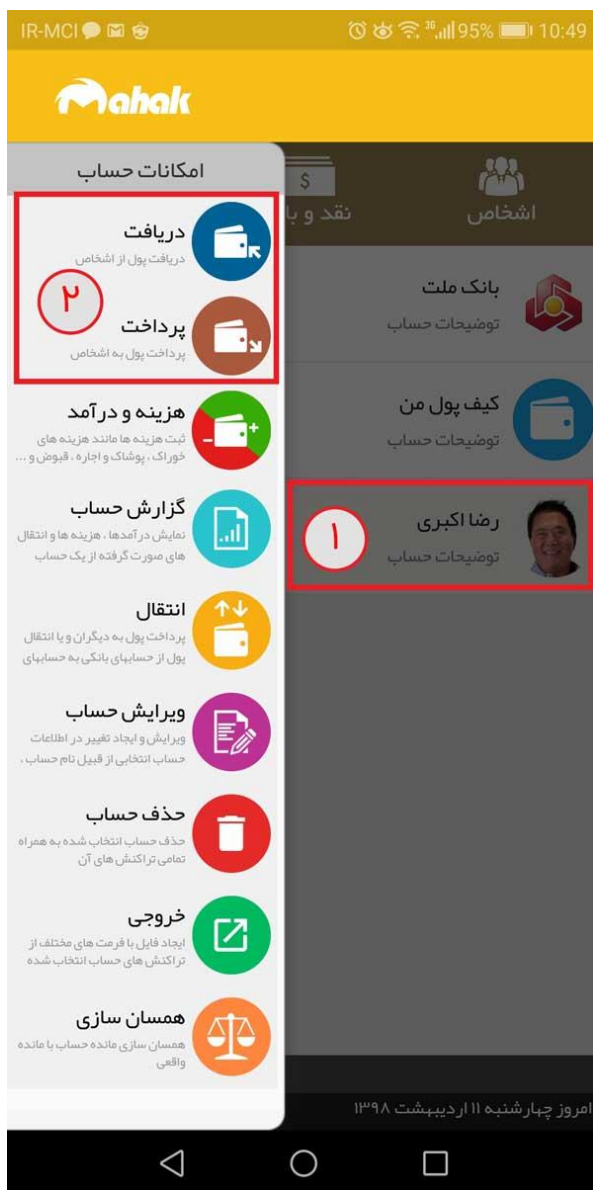 IR-MCI 3G 95% 10:49
Mahak
امکانات حساب
دریافت
دریافت پول از اشخاص
۲
پرداخت
پرداخت پول به اشخاص
هزینه و درآمد
ثبت هزینه ها مانند هزینه های
خوراک ، پوشاک و اجاره ، قبوض و ...
گزارش حساب
نمایش درآمدها ، هزینه ها و انتقال
های صورت گرفته از یک حساب
انتقال
پرداخت پول به دیگران و یا انتقال
پول از حسابهای بانکی به حسابهای
ویرایش حساب
ویرایش و ایجاد تغییر در اطلاعات
حساب انتخابی از قبیل نام حساب ،
حذف حساب
حذف حساب انتخاب شده به همراه
تمامی تراکنش های آن
خروجی
ایجاد فایل با فرمت های مختلف از
تراکنش های حساب انتخاب شده
همسان سازی
همسان سازی مانده حساب با مانده
واقعی
اشخاص
$
نقد و با
بانک ملت
توضیحات حساب
کیف پول من
توضیحات حساب
رضا اکبری
۱
توضیحات حساب
امروز چهارشنبه ۱۱ اردیبهشت ۱۳۹۸